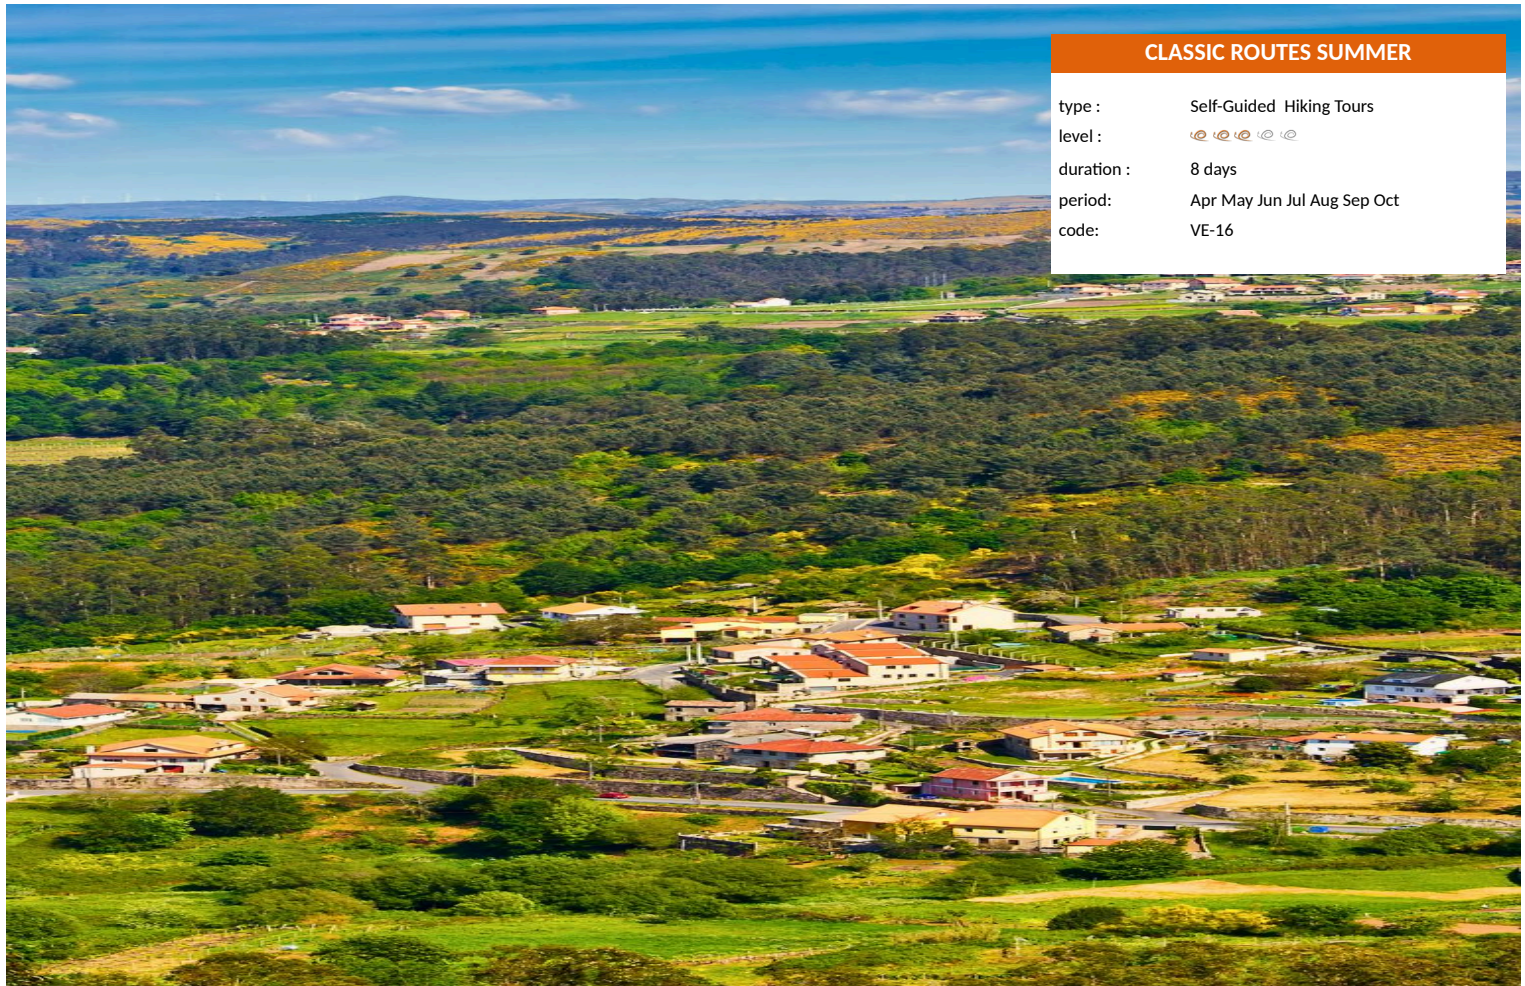 CLASSIC ROUTES SUMMER
type : Self-Guided Hiking Tours
level :
duration : 8 days
period: Apr May Jun Jul Aug Sep Oct
code: VE-16